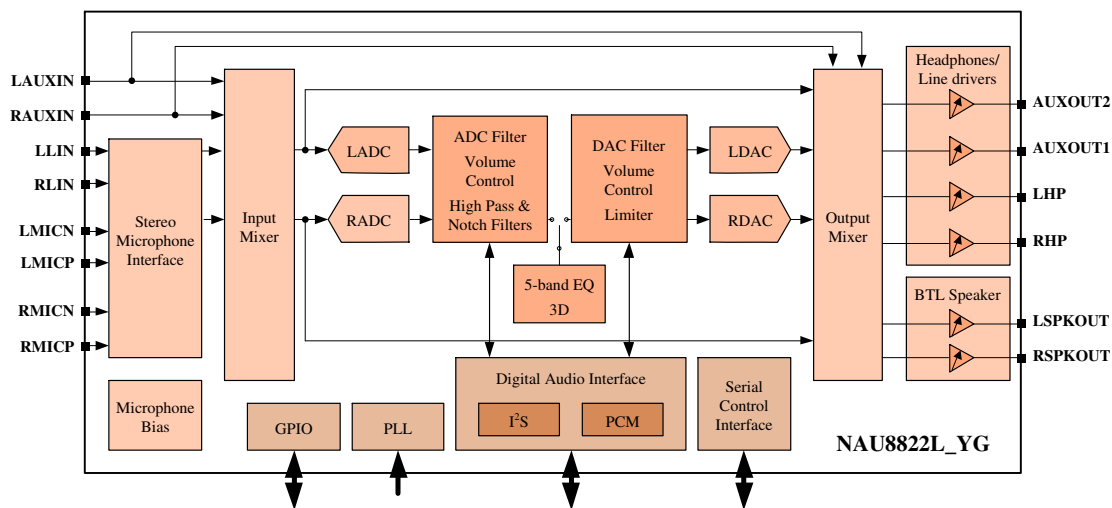 LAUXIN
RAUXIN
LLIN
RLIN
LMICN
LMICP
RMICN
RMICP
Stereo
Microphone
Interface
Microphone
Bias
Input
Mixer
LADC
RADC
ADC Filter
Volume
Control
High Pass &
Notch Filters
DAC Filter
Volume
Control
Limiter
5-band EQ
3D
LDAC
RDAC
Output
Mixer
Headphones/
Line drivers
BTL Speaker
AUXOUT2
AUXOUT1
LHP
RHP
LSPKOUT
RSPKOUT
GPIO
PLL
Digital Audio Interface
I²S
PCM
Serial
Control
Interface
NAU8822L_YG